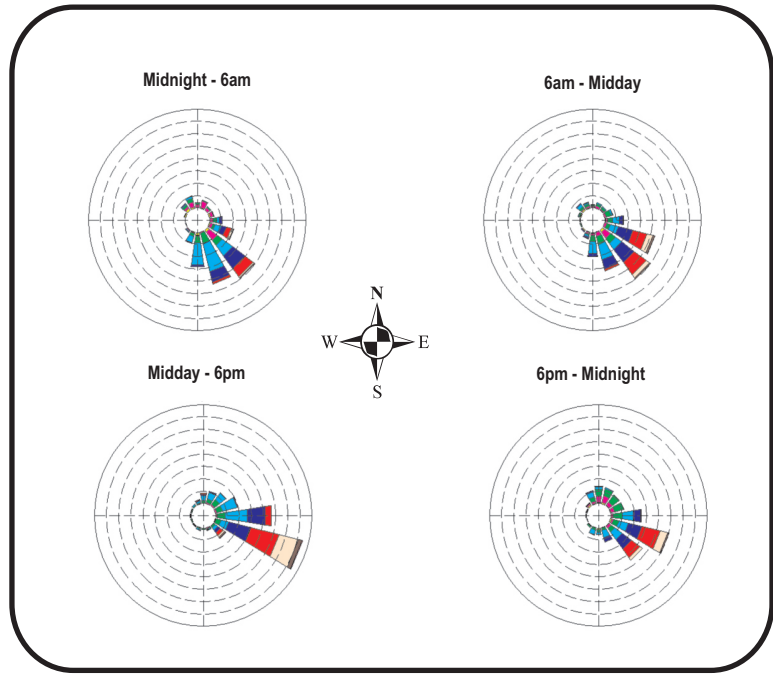 Midnight - 6am
6am - Midday
N
W
E
S
Midday - 6pm
6pm - Midnight